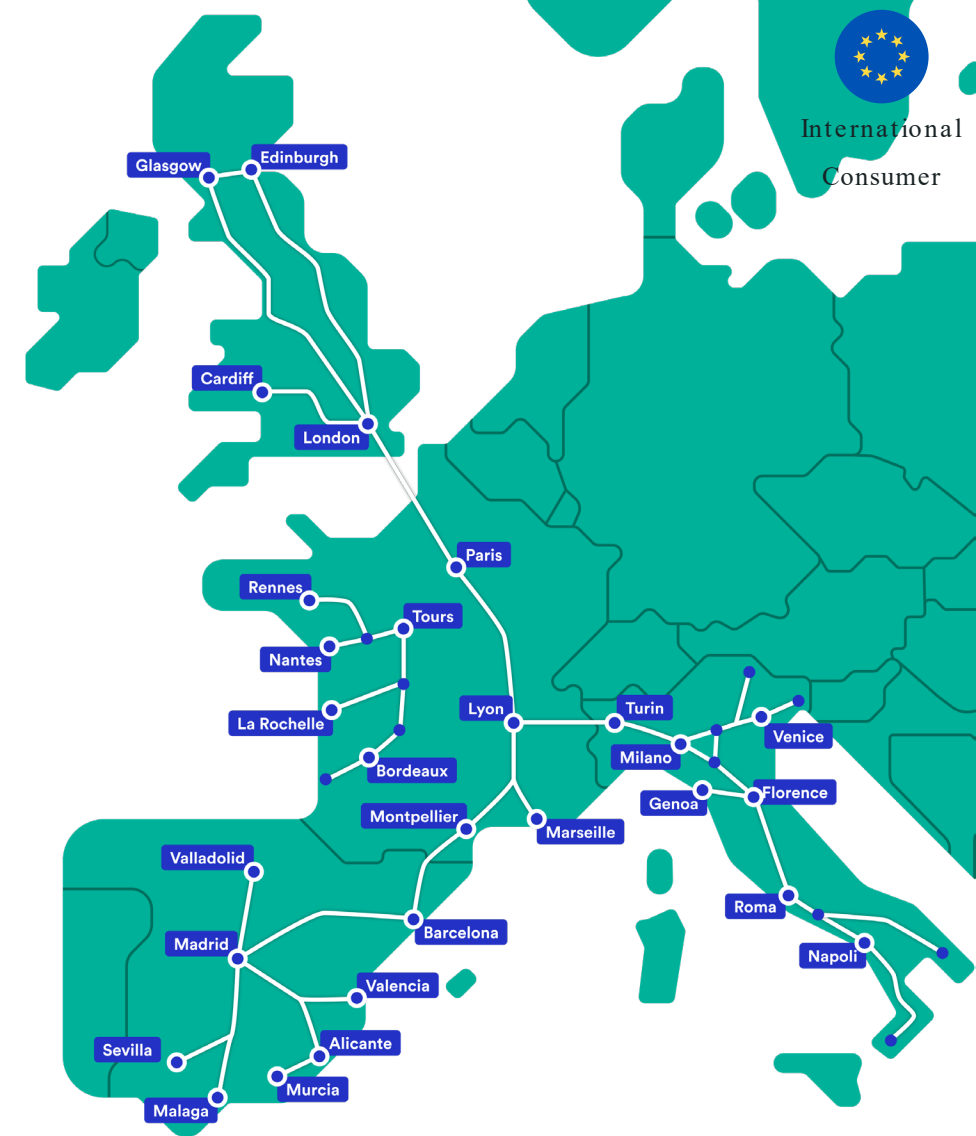 International
Consumer
Edinburgh
Glasgow
Cardiff
London
Paris
Rennes
Tours
Nantes
Lyon
Turin
La Rochelle
Venice
Milano
Bordeaux
Florence
Genoa
Montpellier
Marseille
Valladolid
Roma
Barcelona
Madrid
Napoli
Valencia
Alicante
Sevilla
Murcia
Malaga